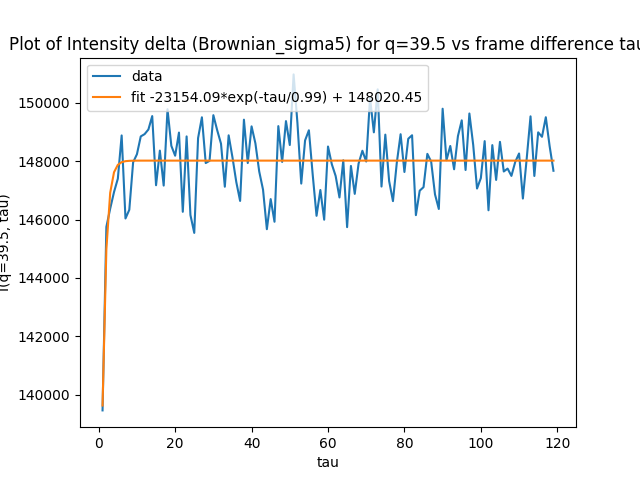 Plot of Intensity delta (Brownian_sigma5) for q=39.5 vs frame difference tau
data
fit -23154.09*exp(-tau/0.99) + 148020.45
150000
148000
146000
144000
142000
140000
I(q=39.5, tau)
0 20 40 60 80 100 120
tau